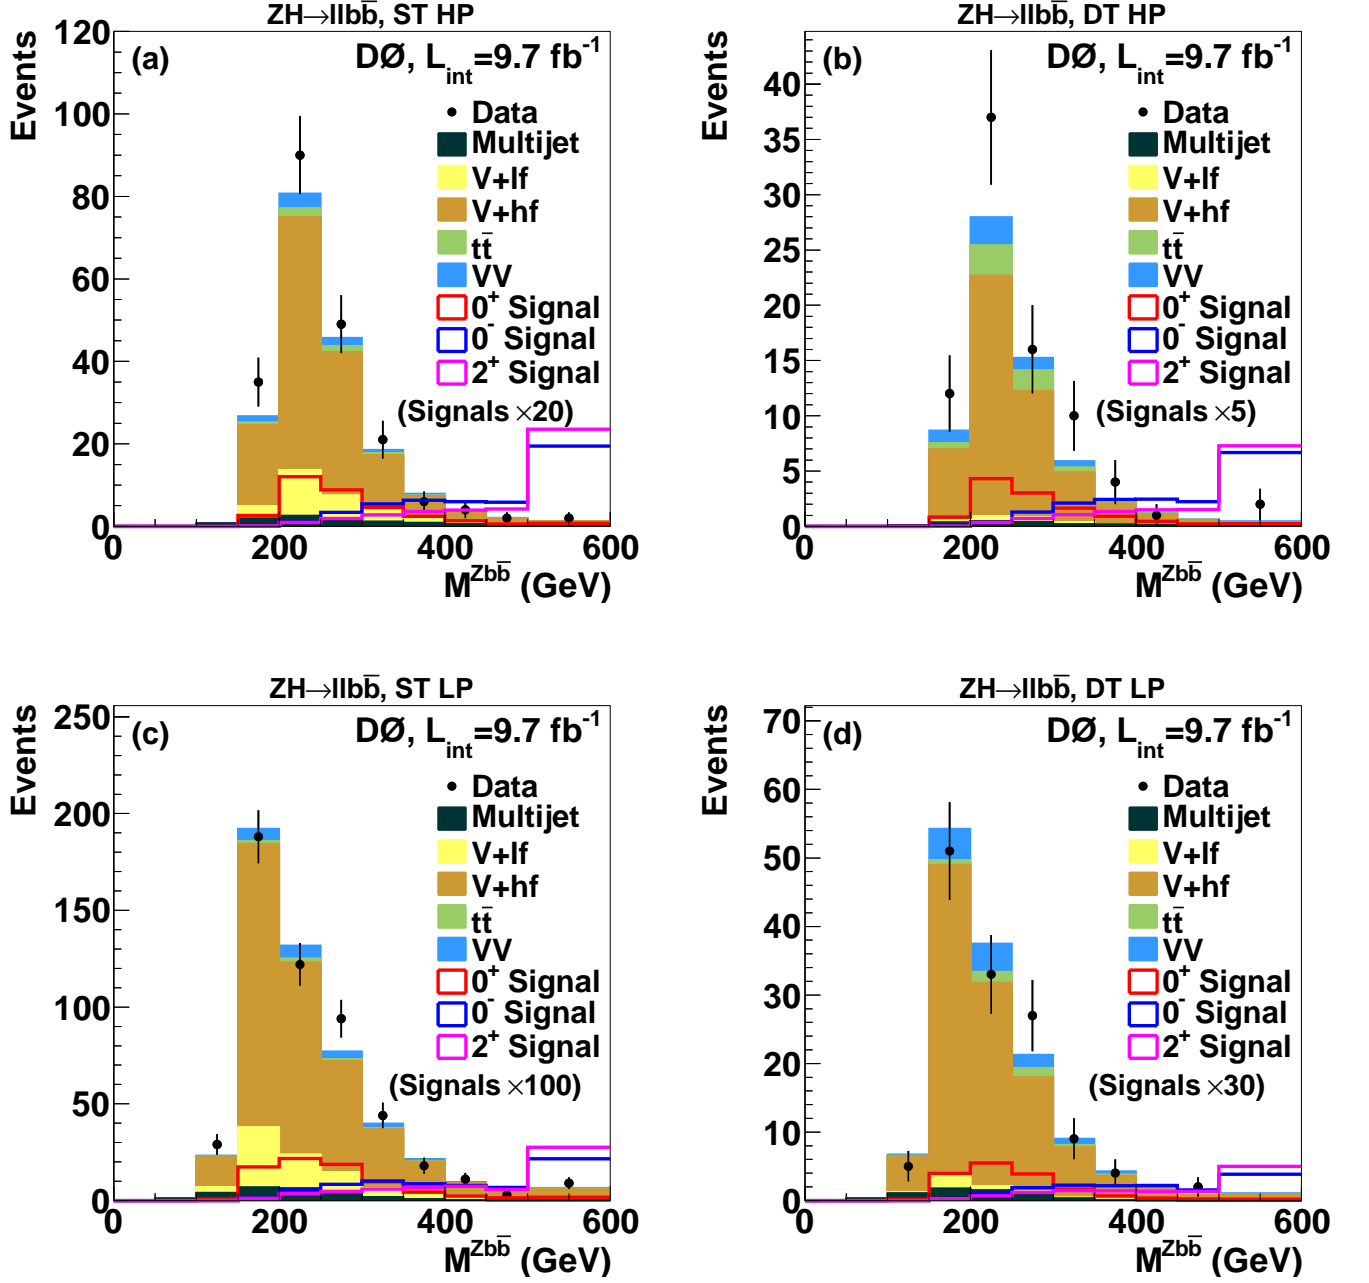 ZH→llbb̄, ST HP
Events
(a)
DØ, L_int=9.7 fb⁻¹
Data
Multijet
V+lf
V+hf
tt̄
VV
0⁺ Signal
0⁻ Signal
2⁺ Signal
(Signals ×20)
120
100
80
60
40
20
0
0 200 400 600
M^Zbb̄ (GeV)
ZH→llbb̄, DT HP
Events
(b)
DØ, L_int=9.7 fb⁻¹
Data
Multijet
V+lf
V+hf
tt̄
VV
0⁺ Signal
0⁻ Signal
2⁺ Signal
(Signals ×5)
40
35
30
25
20
15
10
5
0
0 200 400 600
M^Zbb̄ (GeV)
ZH→llbb̄, ST LP
Events
(c)
DØ, L_int=9.7 fb⁻¹
Data
Multijet
V+lf
V+hf
tt̄
VV
0⁺ Signal
0⁻ Signal
2⁺ Signal
(Signals ×100)
250
200
150
100
50
0
0 200 400 600
M^Zbb̄ (GeV)
ZH→llbb̄, DT LP
Events
(d)
DØ, L_int=9.7 fb⁻¹
Data
Multijet
V+lf
V+hf
tt̄
VV
0⁺ Signal
0⁻ Signal
2⁺ Signal
(Signals ×30)
70
60
50
40
30
20
10
0
0 200 400 600
M^Zbb̄ (GeV)